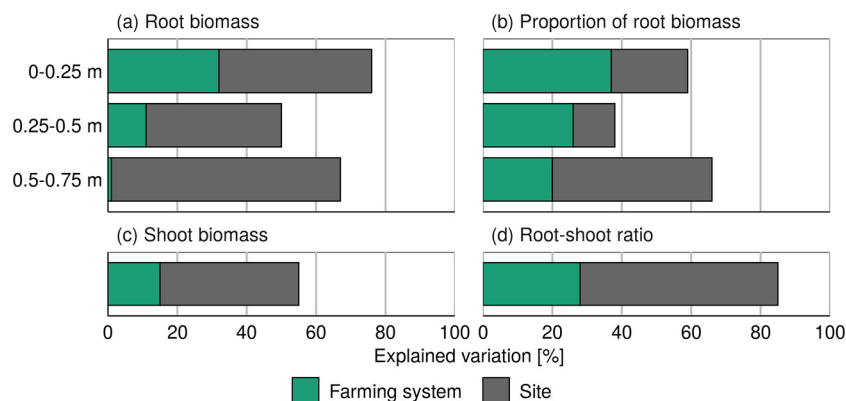 (a) Root biomass
(b) Proportion of root biomass
0-0.25 m
0.25-0.5 m
0.5-0.75 m
(c) Shoot biomass
(d) Root-shoot ratio
0 20 40 60 80 100 0 20 40 60 80 100
Explained variation [%]
Farming system Site